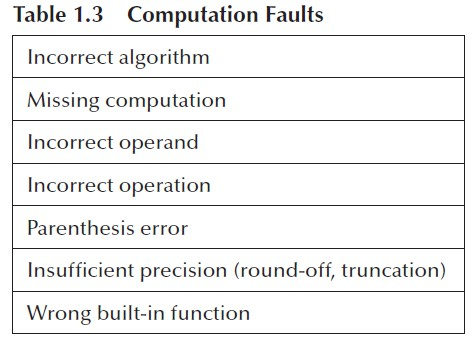 Table 1.3 Computation Faults
Incorrect algorithm
Missing computation
Incorrect operand
Incorrect operation
Parenthesis error
Insufficient precision (round-off, truncation)
Wrong built-in function